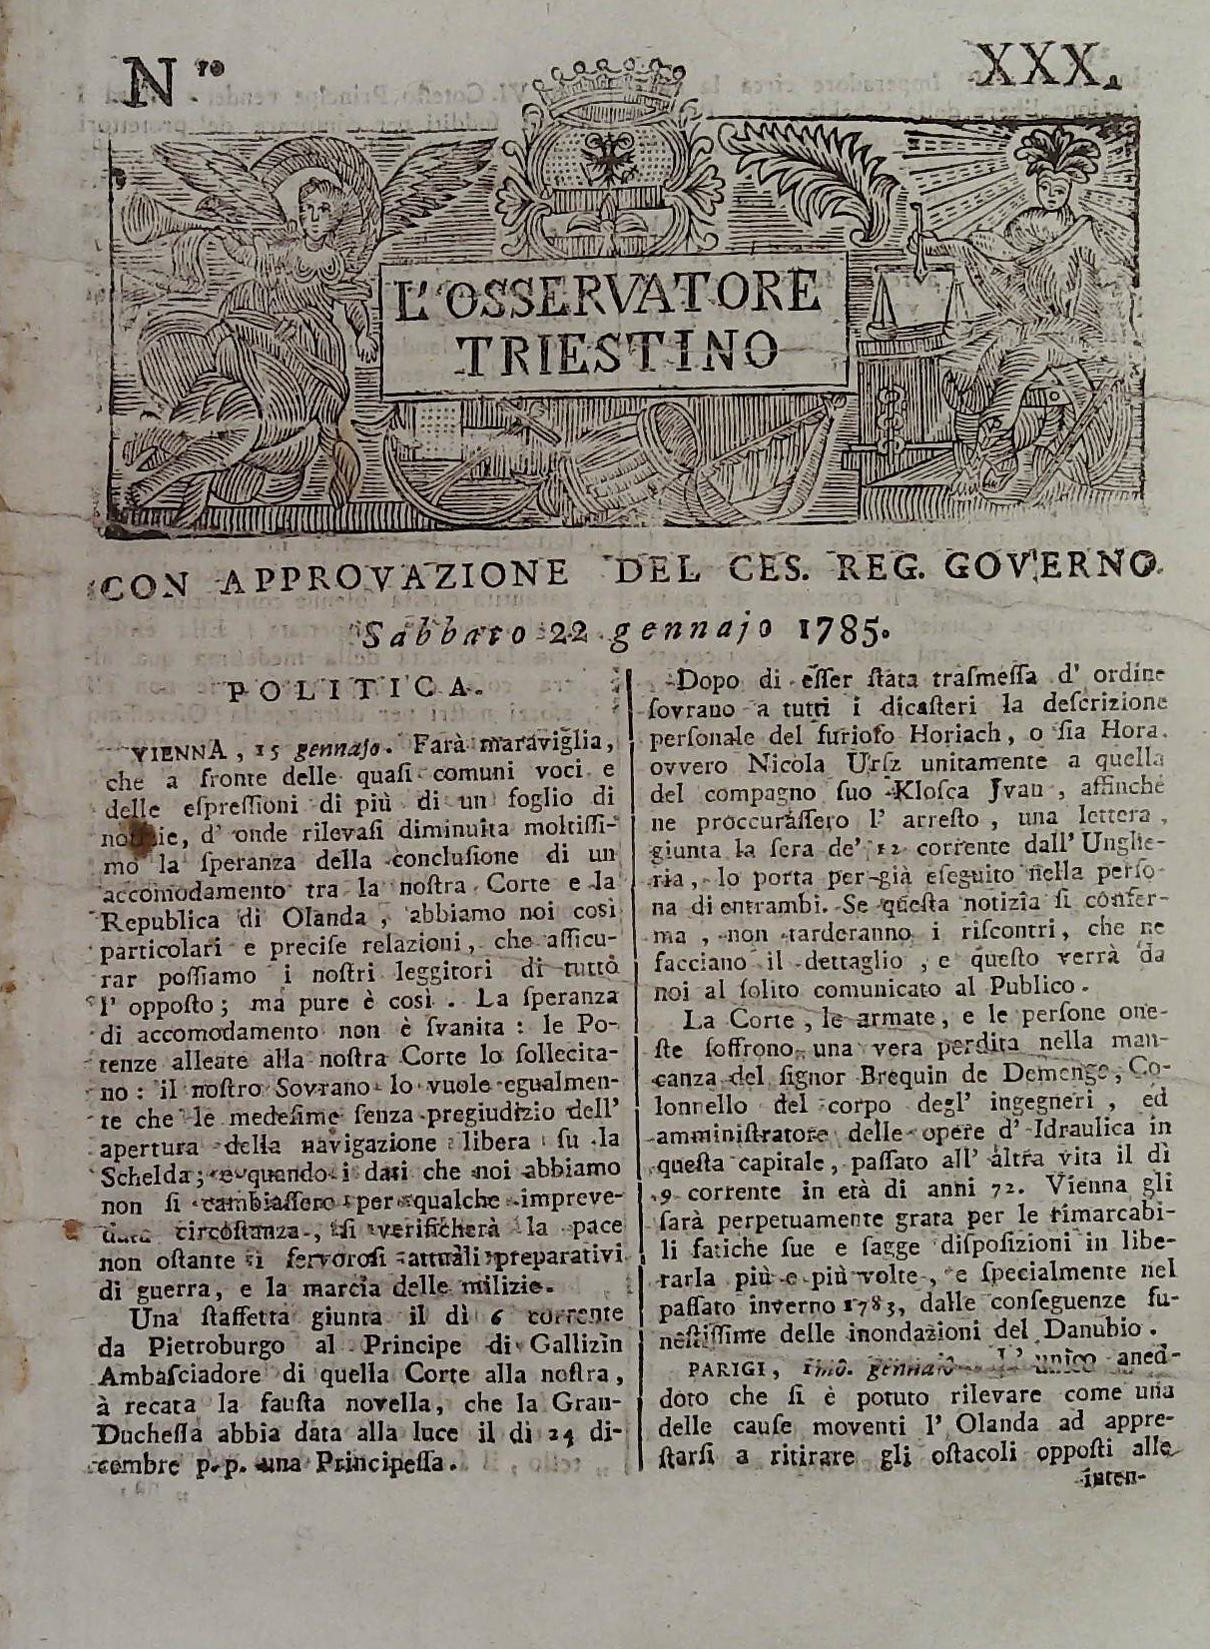 N.ro XXX.
L'OSSERVATORE
TRIESTINO
CON APPROVAZIONE DEL CES. REG. GOVERNO.
Sabbato 22 gennajo 1785.
POLITICA.
VIENNA, 15 gennajo. Farà maraviglia,
che a fronte delle quaſi comuni voci e
delle eſpreſſioni di più di un foglio di
notizie, d' onde rilevaſi diminuita moltiſſi-
mo la ſperanza della concluſione di un
accomodamento tra la noſtra Corte e la
Republica di Olanda, abbiamo noi così
particolari e preciſe relazioni, che aſſicu-
rar poſſiamo i noſtri leggitori di tutto
l' oppoſto; ma pure è così. La ſperanza
di accomodamento non è ſvanita: le Po-
tenze alleate alla noſtra Corte lo ſollecita-
no: il noſtro Sovrano lo vuole egualmen-
te che le medeſime ſenza pregiudizio dell'
apertura della navigazione libera ſu la
Schelda; e quando i dati che noi abbiamo
non ſi cambiaſſero per qualche impreve-
duta circoſtanza, ſi verificherà la pace
non oſtante i fervoroſi attuali preparativi
di guerra, e la marcia delle milizie.
Una ſtaffetta giunta il dì 6 corrente
da Pietroburgo al Principe di Gallizìn
Ambaſciadore di quella Corte alla noſtra,
à recata la fauſta novella, che la Gran-
Ducheſſa abbia data alla luce il dì 24 di-
cembre p. p. una Principeſſa.
Dopo di eſſer ſtata traſmeſſa d' ordine
ſovrano a tutti i dicaſteri la deſcrizione
perſonale del furioſo Horiach, o ſia Hora.
ovvero Nicola Urſz unitamente a quella
del compagno ſuo Kloſca Jvan, affinchè
ne proccuráſſero l' arreſto, una lettera,
giunta la ſera de' 12 corrente dall' Unghe-
ria, lo porta per già eſeguito nella perſo-
na di entrambi. Se queſta notizia ſi confer-
ma, non tarderanno i riſcontri, che ne
facciano il dettaglio, e queſto verrà da
noi al ſolito comunicato al Publico.
La Corte, le armate, e le perſone one-
ſte ſoffrono una vera perdita nella man-
canza del ſignor Brequin de Demenge, Co-
lonnello del corpo degl' ingegneri, ed
amminiſtratore delle opere d' Idraulica in
queſta capitale, paſſato all' altra vita il dì
9 corrente in età di anni 72. Vienna gli
ſarà perpetuamente grata per le rimarcabi-
li fatiche ſue e ſagge diſpoſizioni in libe-
rarla più e più volte, e ſpecialmente nel
paſſato inverno 1783, dalle conſeguenze fu-
neſtiſſime delle inondazioni del Danubio.
PARIGI, imo. gennajo. L' unico aned-
doto che ſi è potuto rilevare come una
delle cauſe moventi l' Olanda ad appre-
ſtarſi a ritirare gli oſtacoli oppoſti alle
inten-